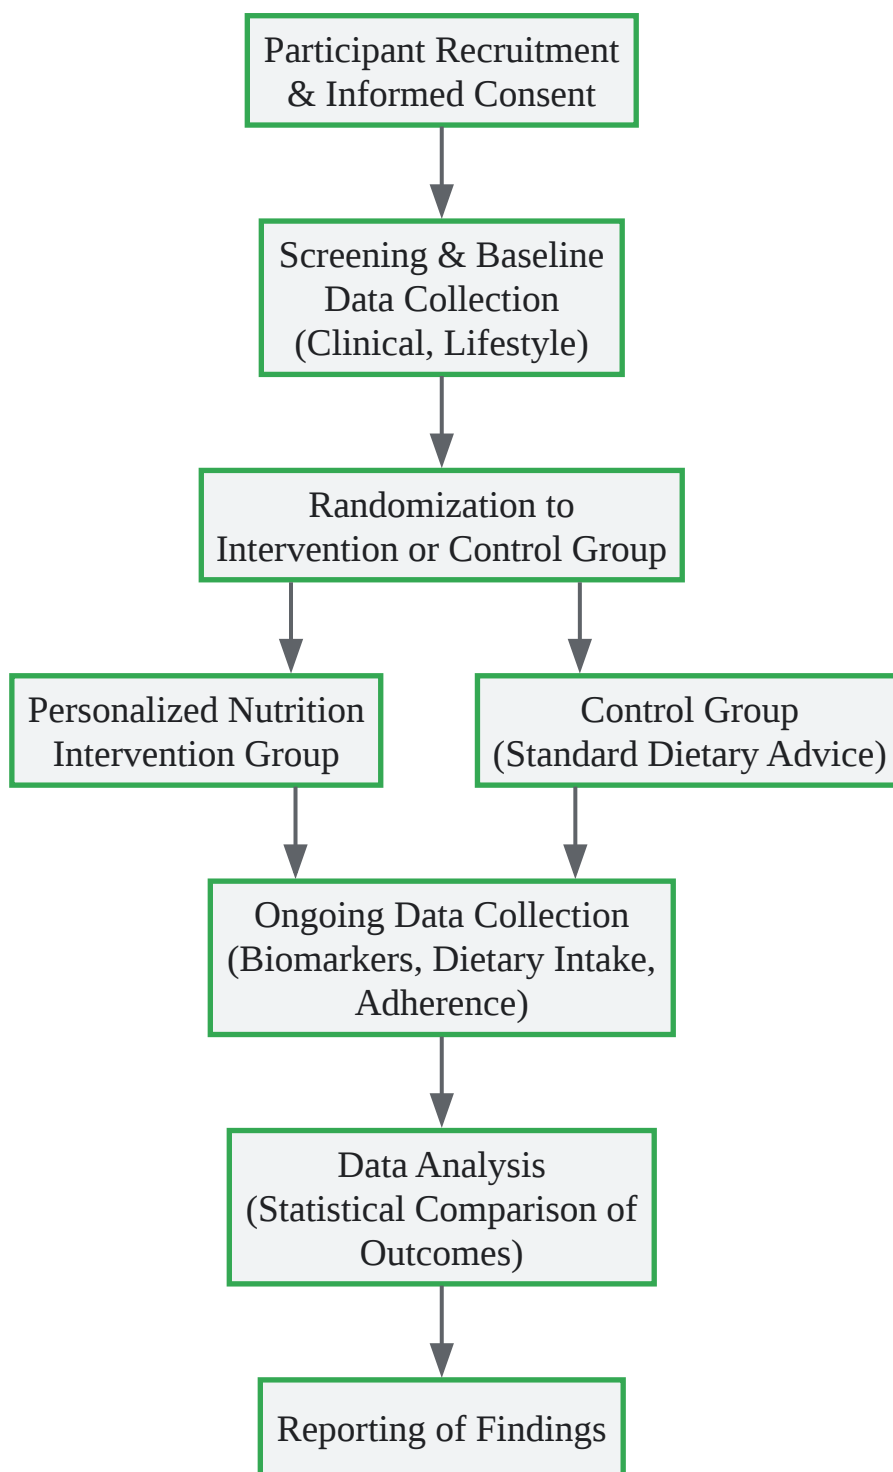 Participant Recruitment
& Informed Consent
Screening & Baseline
Data Collection
(Clinical, Lifestyle)
Randomization to
Intervention or Control Group
Personalized Nutrition
Intervention Group
Control Group
(Standard Dietary Advice)
Ongoing Data Collection
(Biomarkers, Dietary Intake,
Adherence)
Data Analysis
(Statistical Comparison of
Outcomes)
Reporting of Findings